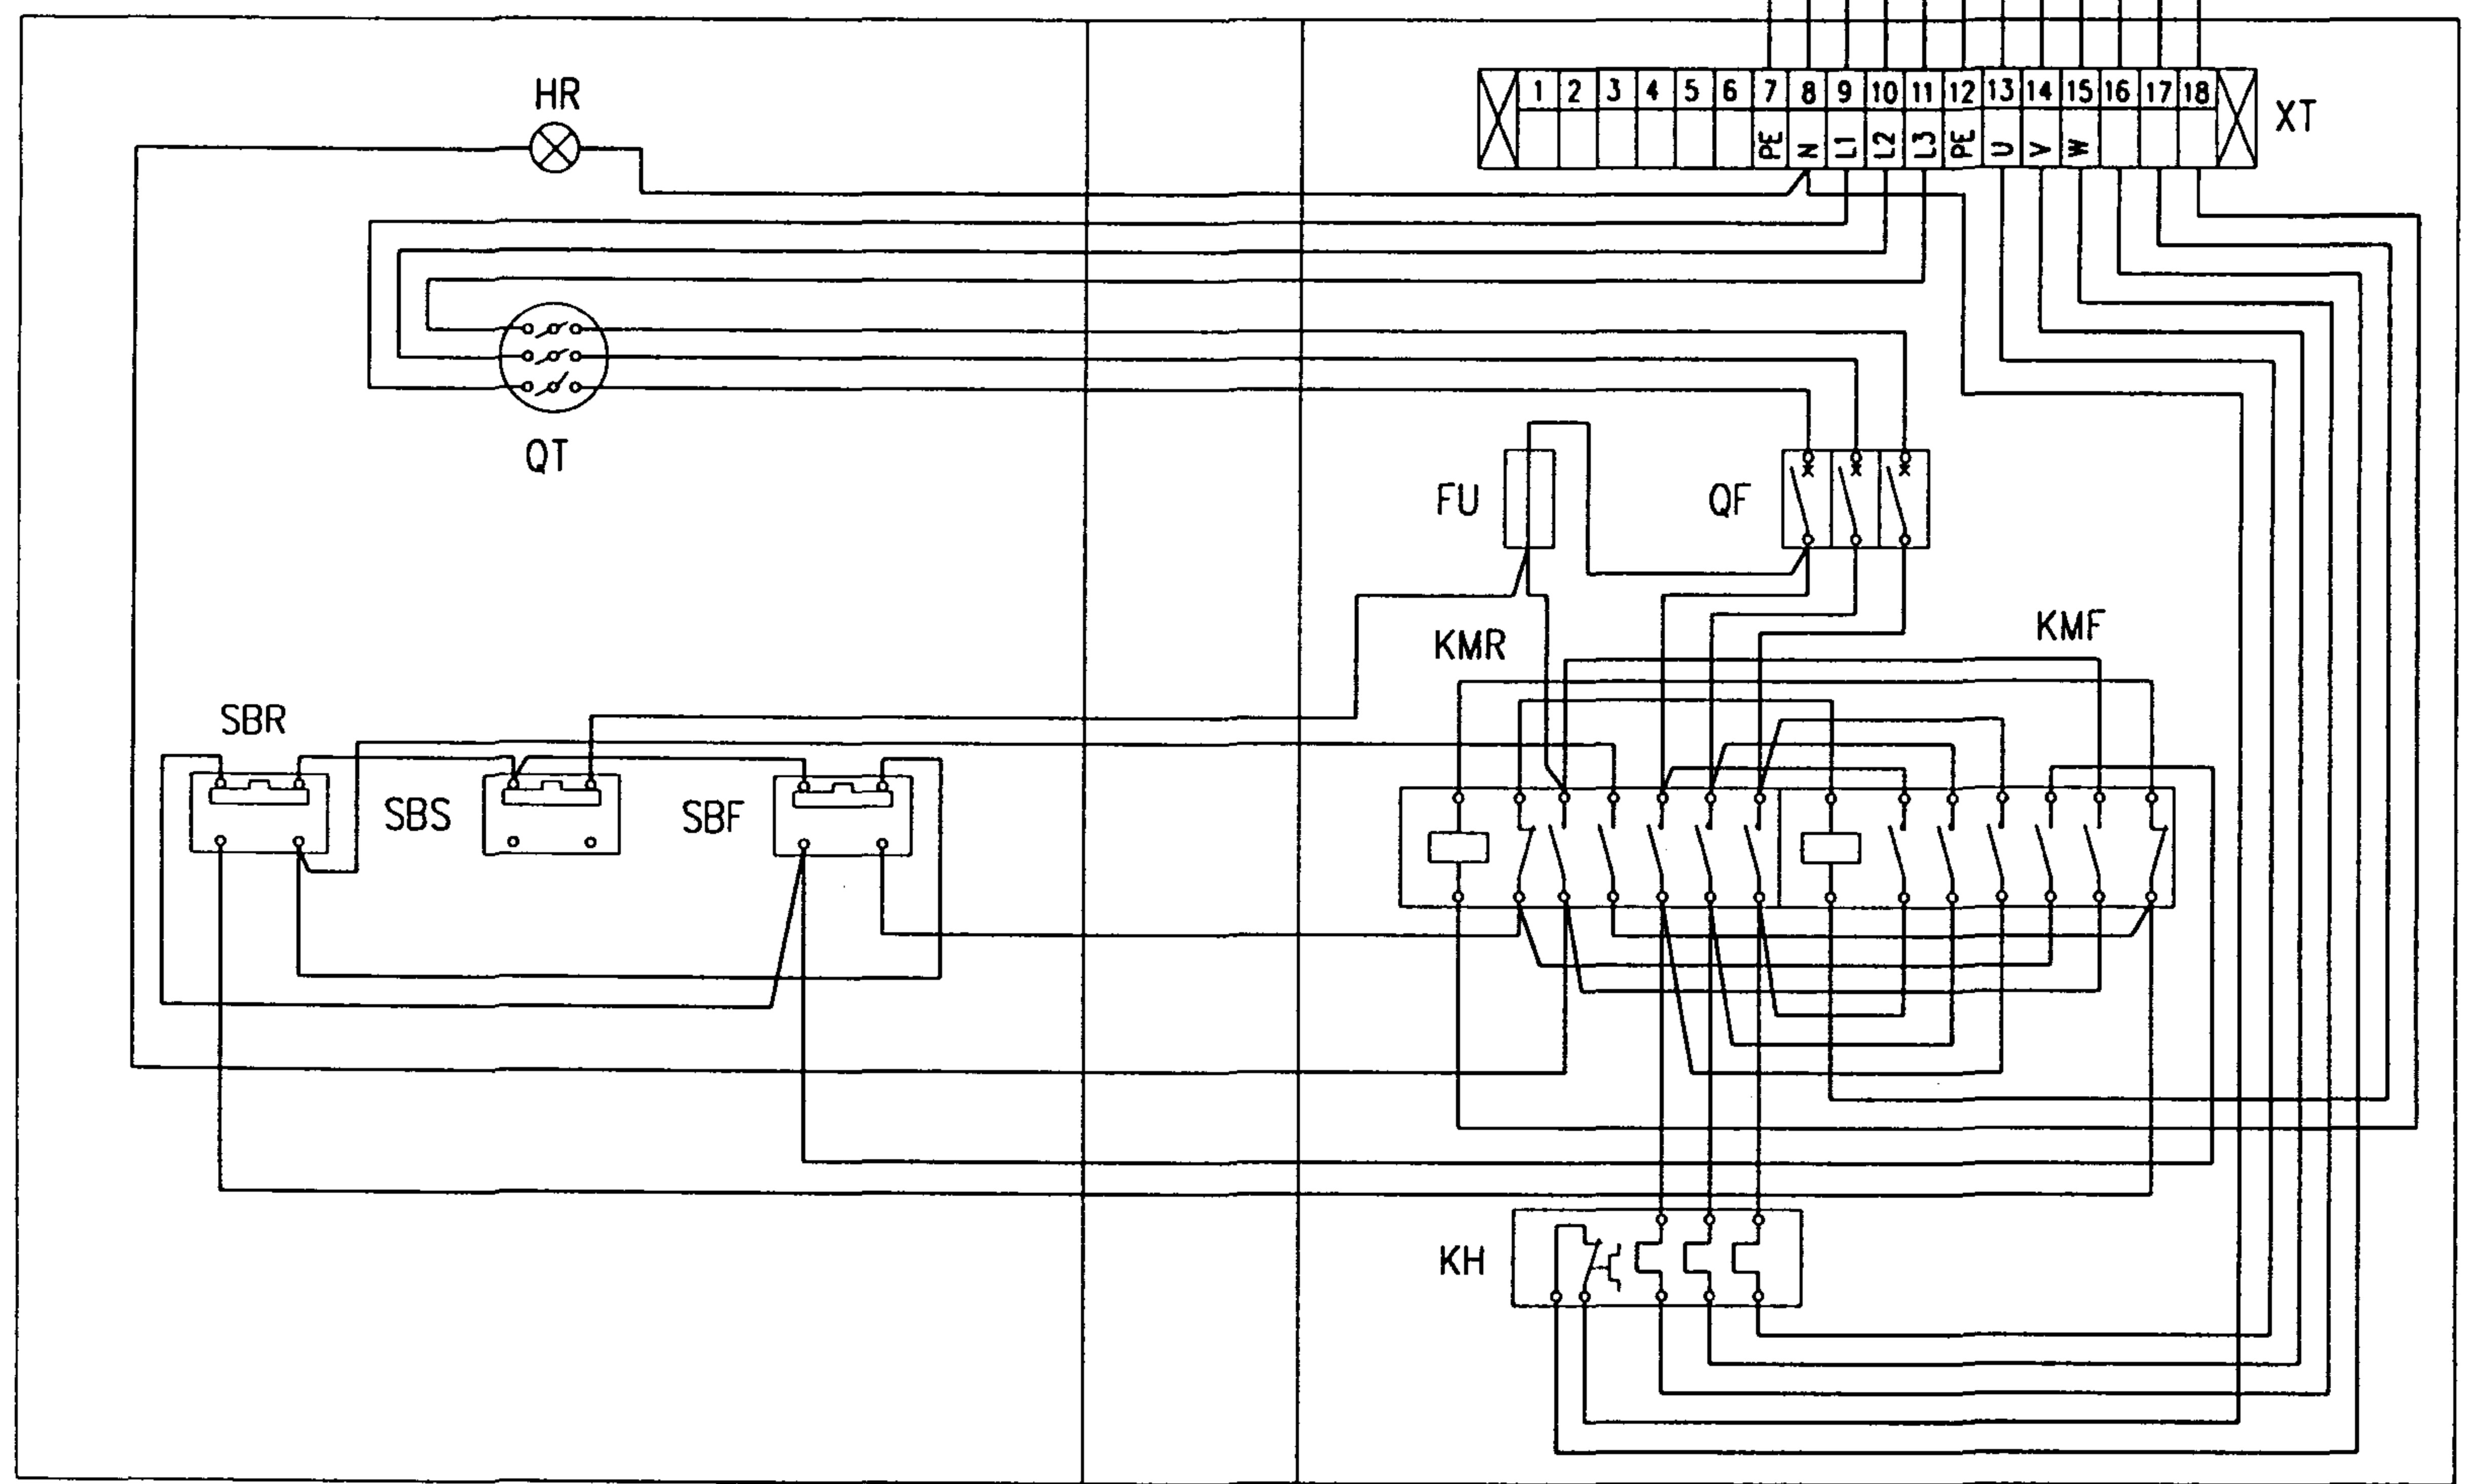 HR
1 2 3 4 5 6 7 8 9 10 11 12 13 14 15 16 17 18
PE N L1 L2 L3 PE U V W
XT
QT
FU
QF
KMR
KMF
SBR
SBS
SBF
KH